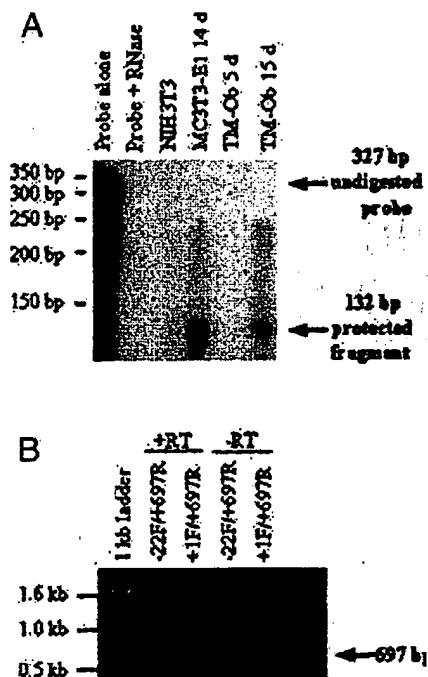 A
Probe alone
Probe + RNase
NIH3T3
MC3T3-E1 14 d
TM-Ob 5 d
TM-Ob 15 d
350 bp
300 bp
250 bp
200 bp
150 bp
327 bp
undigested
probe
132 bp
protected
fragment
B
+RT
-RT
1 kb ladder
-22F/+697R
+1F/+697R
-22F/+697R
+1F/+697R
1.6 kb
1.0 kb
0.5 kb
697 b